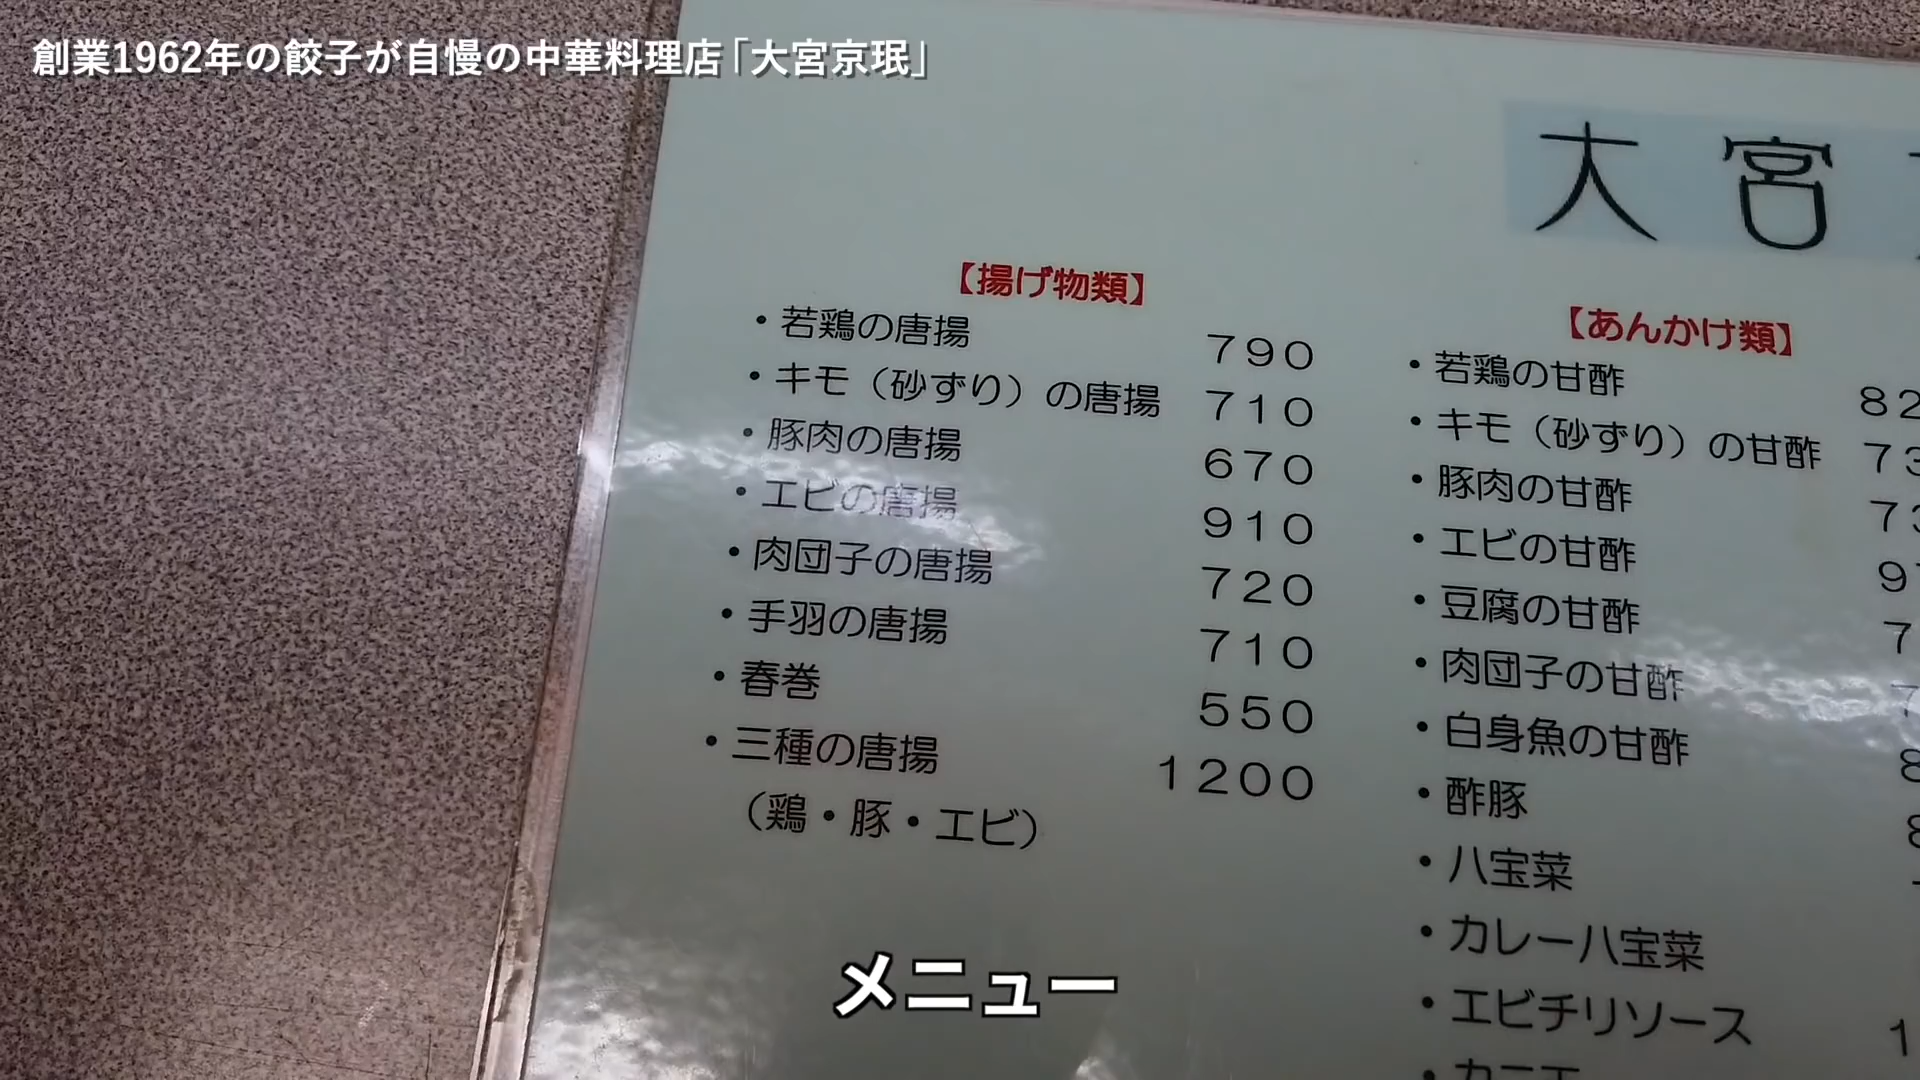 創業1962年の餃子が自慢の中華料理店「大宮京珉」
大宮
【揚げ物類】
・若鶏の唐揚 790
・キモ（砂ずり）の唐揚 710
・豚肉の唐揚 670
・エビの唐揚 910
・肉団子の唐揚 720
・手羽の唐揚 710
・春巻 550
・三種の唐揚 1200
（鶏・豚・エビ）
【あんかけ類】
・若鶏の甘酢
・キモ（砂ずり）の甘酢
・豚肉の甘酢
・エビの甘酢
・豆腐の甘酢
・肉団子の甘酢
・白身魚の甘酢
・酢豚
・八宝菜
・カレー八宝菜
・エビチリソース
メニュー